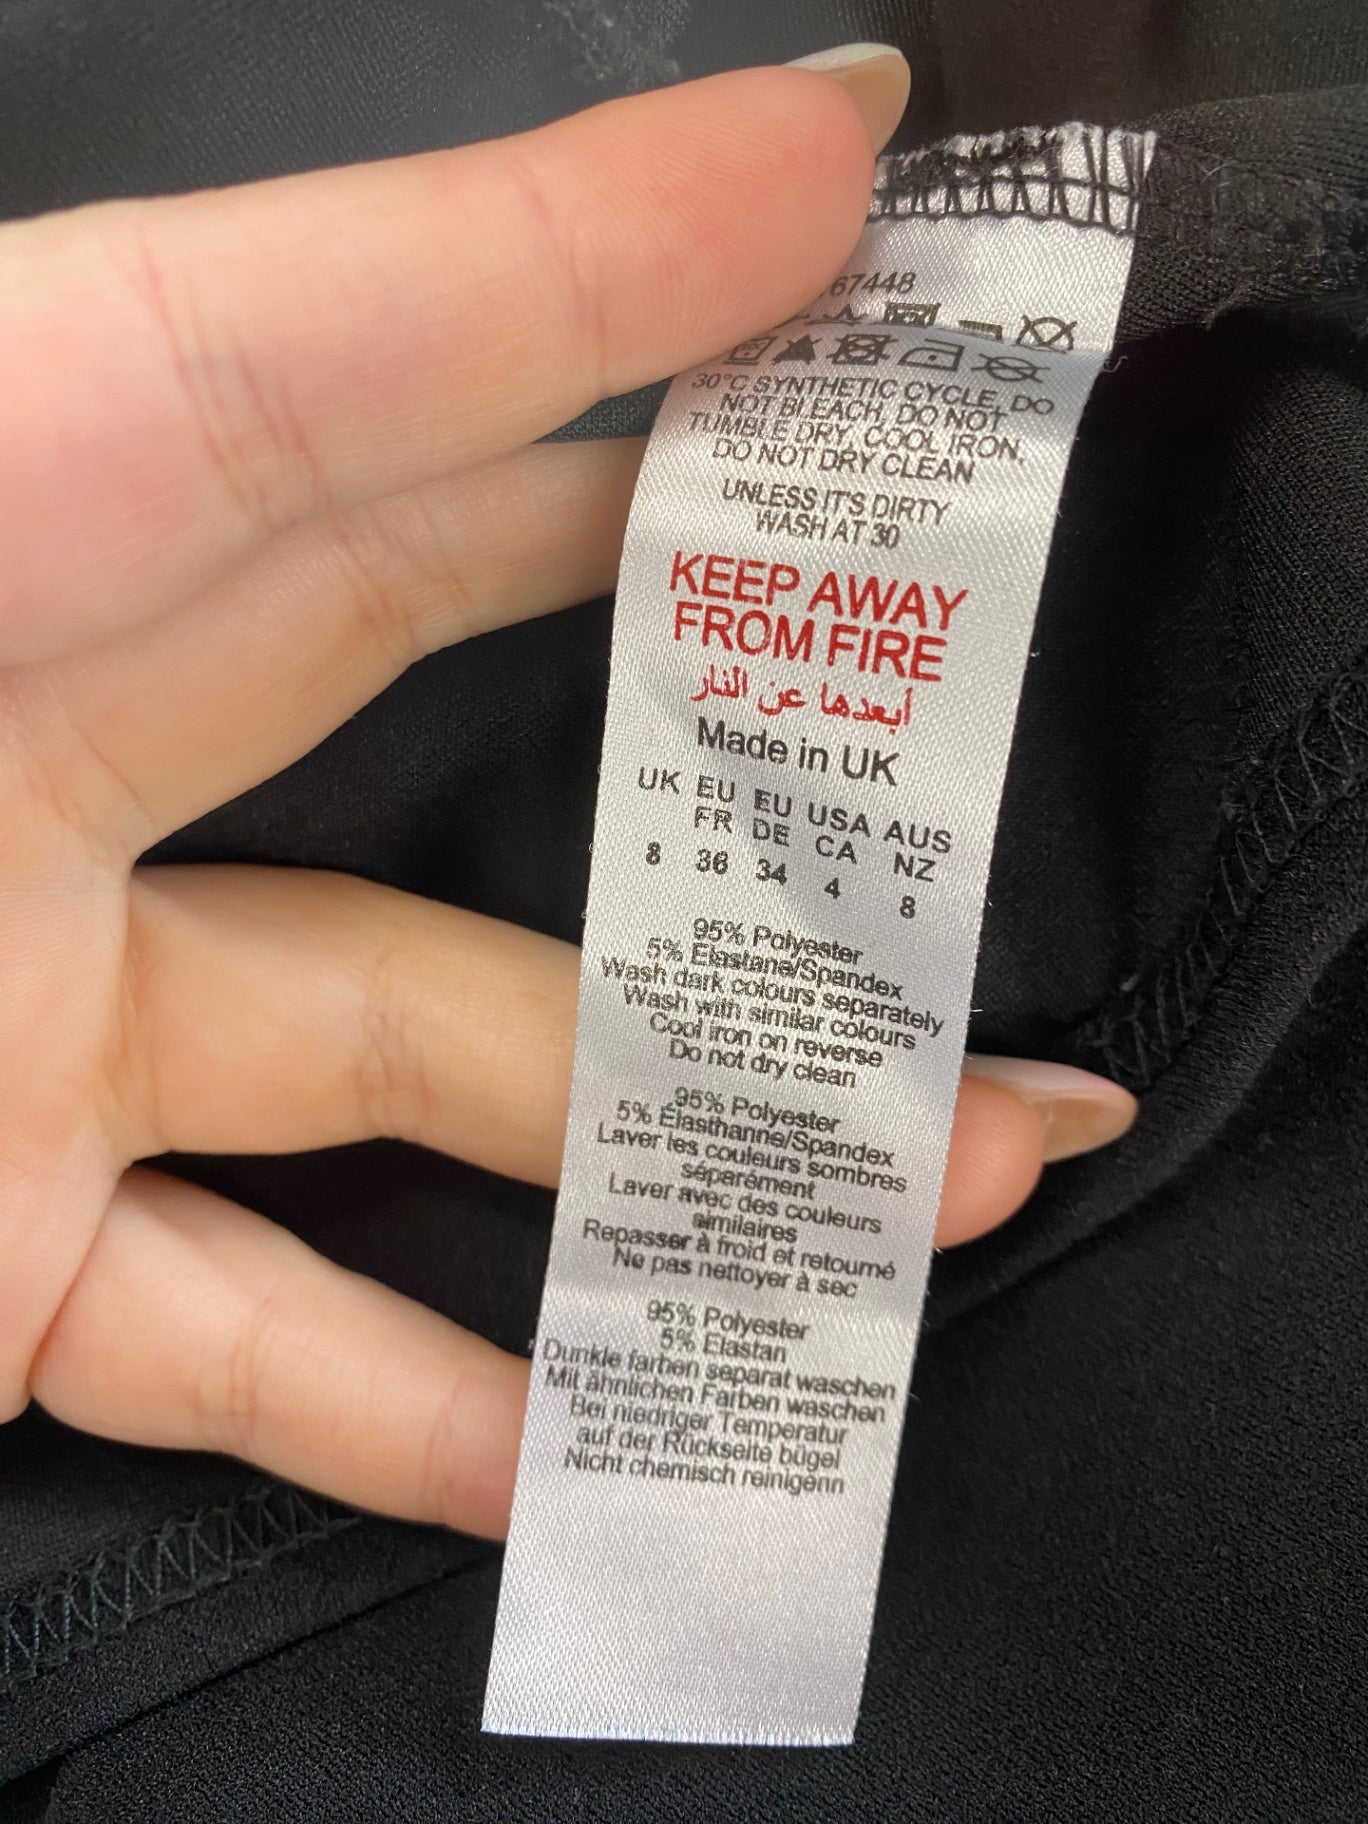 67448
30°C SYNTHETIC CYCLE, DO
NOT BLEACH, DO NOT
TUMBLE DRY, COOL IRON,
DO NOT DRY CLEAN
UNLESS IT'S DIRTY
WASH AT 30
KEEP AWAY
FROM FIRE
أبعدها عن النار
Made in UK
UK EU EU USA AUS
FR DE CA NZ
8 36 34 4 8
95% Polyester
5% Elastane/Spandex
Wash dark colours separately
Wash with similar colours
Cool iron on reverse
Do not dry clean
95% Polyester
5% Élasthanne/Spandex
Laver les couleurs sombres
séparément
Laver avec des couleurs
similaires
Repasser à froid et retourné
Ne pas nettoyer à sec
95% Polyester
5% Elastan
Dunkle farben separat waschen
Mit ähnlichen Farben waschen
Bei niedriger Temperatur
auf der Rückseite bügel
Nicht chemisch reinigenn